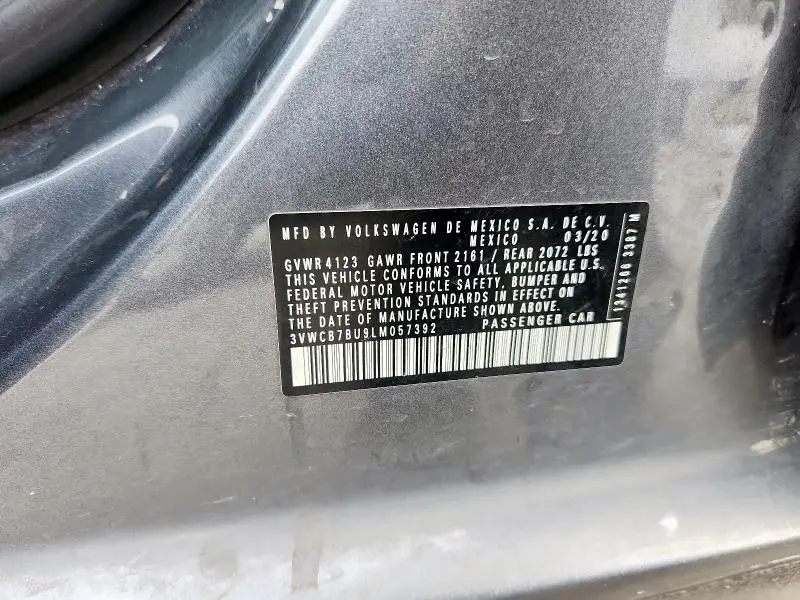 MFD BY VOLKSWAGEN DE MEXICO S.A. DE C.V.
MEXICO 03/20
GVWR 4123 GAWR FRONT 2161 / REAR 2072 LBS
THIS VEHICLE CONFORMS TO ALL APPLICABLE U.S.
FEDERAL MOTOR VEHICLE SAFETY, BUMPER AND
THEFT PREVENTION STANDARDS IN EFFECT ON
THE DATE OF MANUFACTURE SHOWN ABOVE.
3VWCB7BU9LM057392 PASSENGER CAR
1341206 3387 M